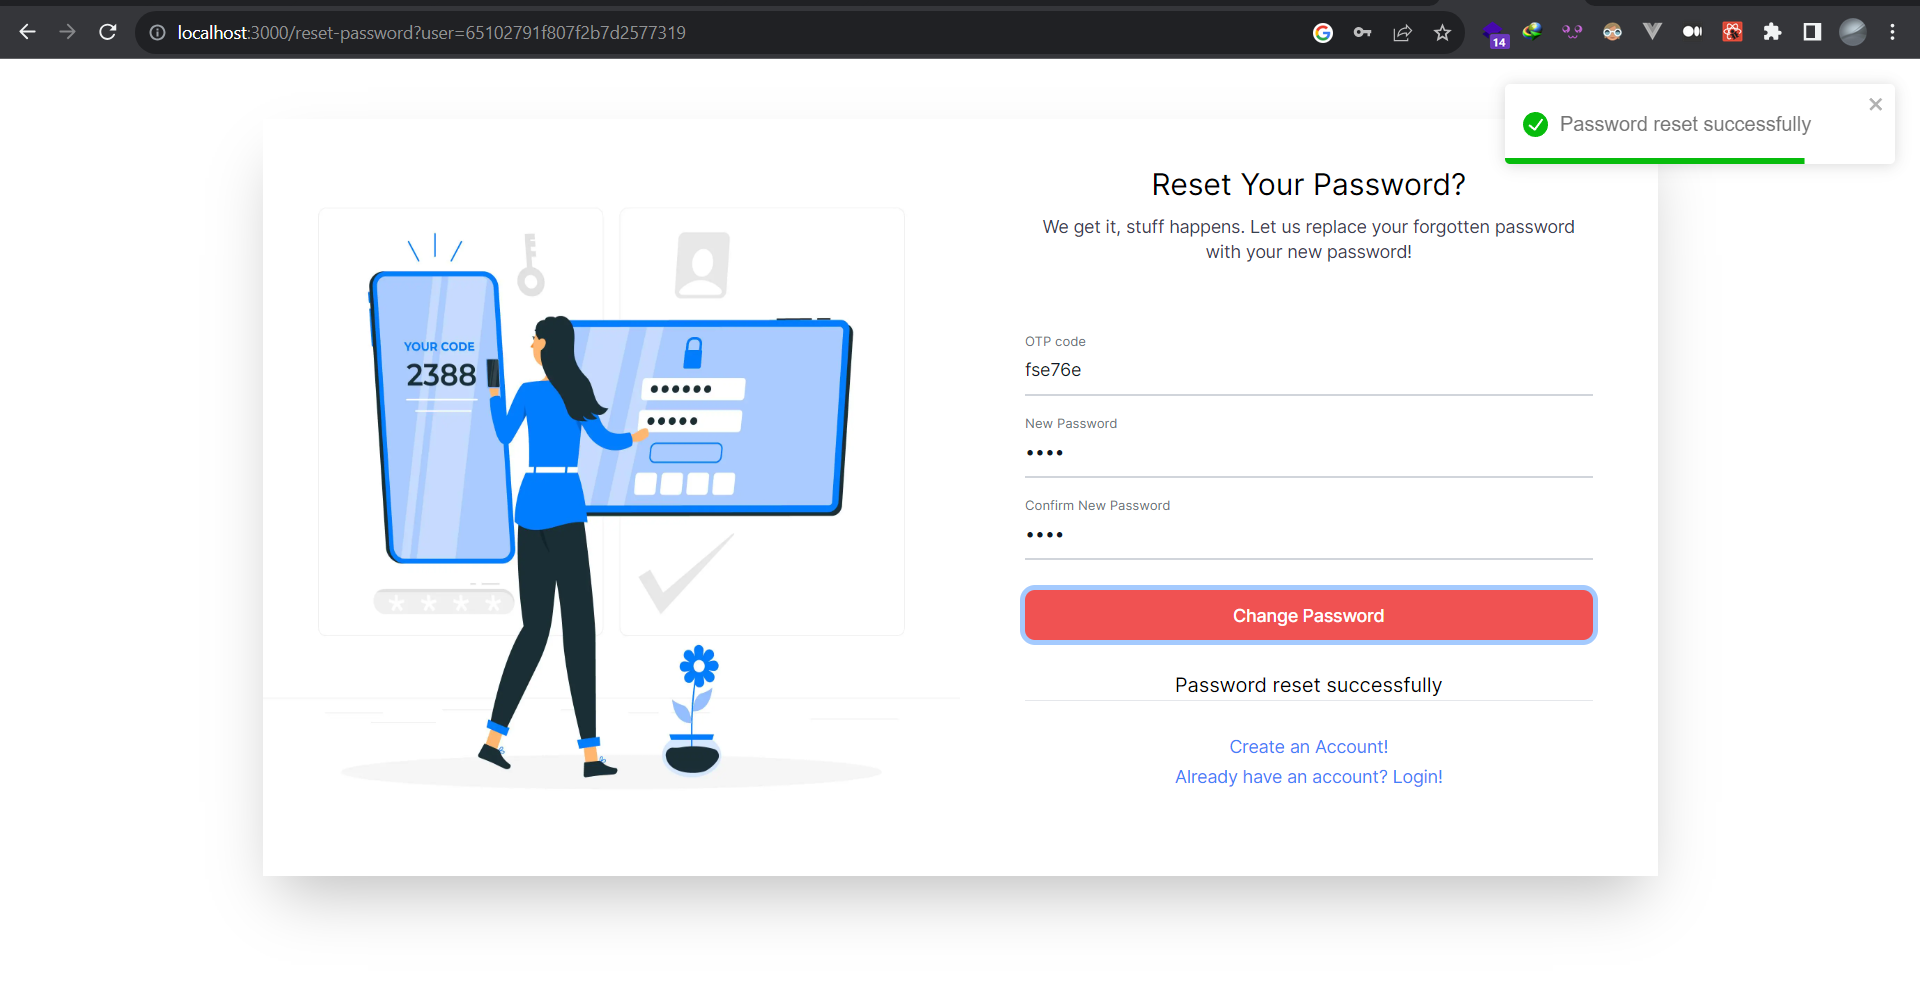 localhost:3000/reset-password?user=65102791f807f2b7d2577319
14
Password reset successfully
Reset Your Password?
We get it, stuff happens. Let us replace your forgotten password
with your new password!
YOUR CODE
2388
OTP code
fse76e
New Password
••••
Confirm New Password
••••
Change Password
Password reset successfully
Create an Account!
Already have an account? Login!